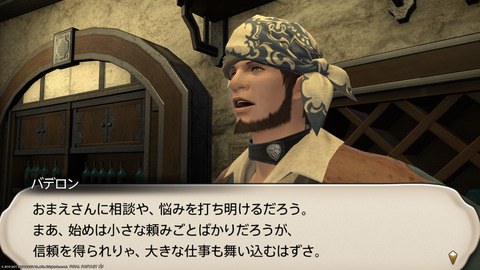 バデロン
おまえさんに相談や、悩みを打ち明けるだろう。
まあ、始めは小さな頼みごとばかりだろうが、
信頼を得られりゃ、大きな仕事も舞い込むはずさ。